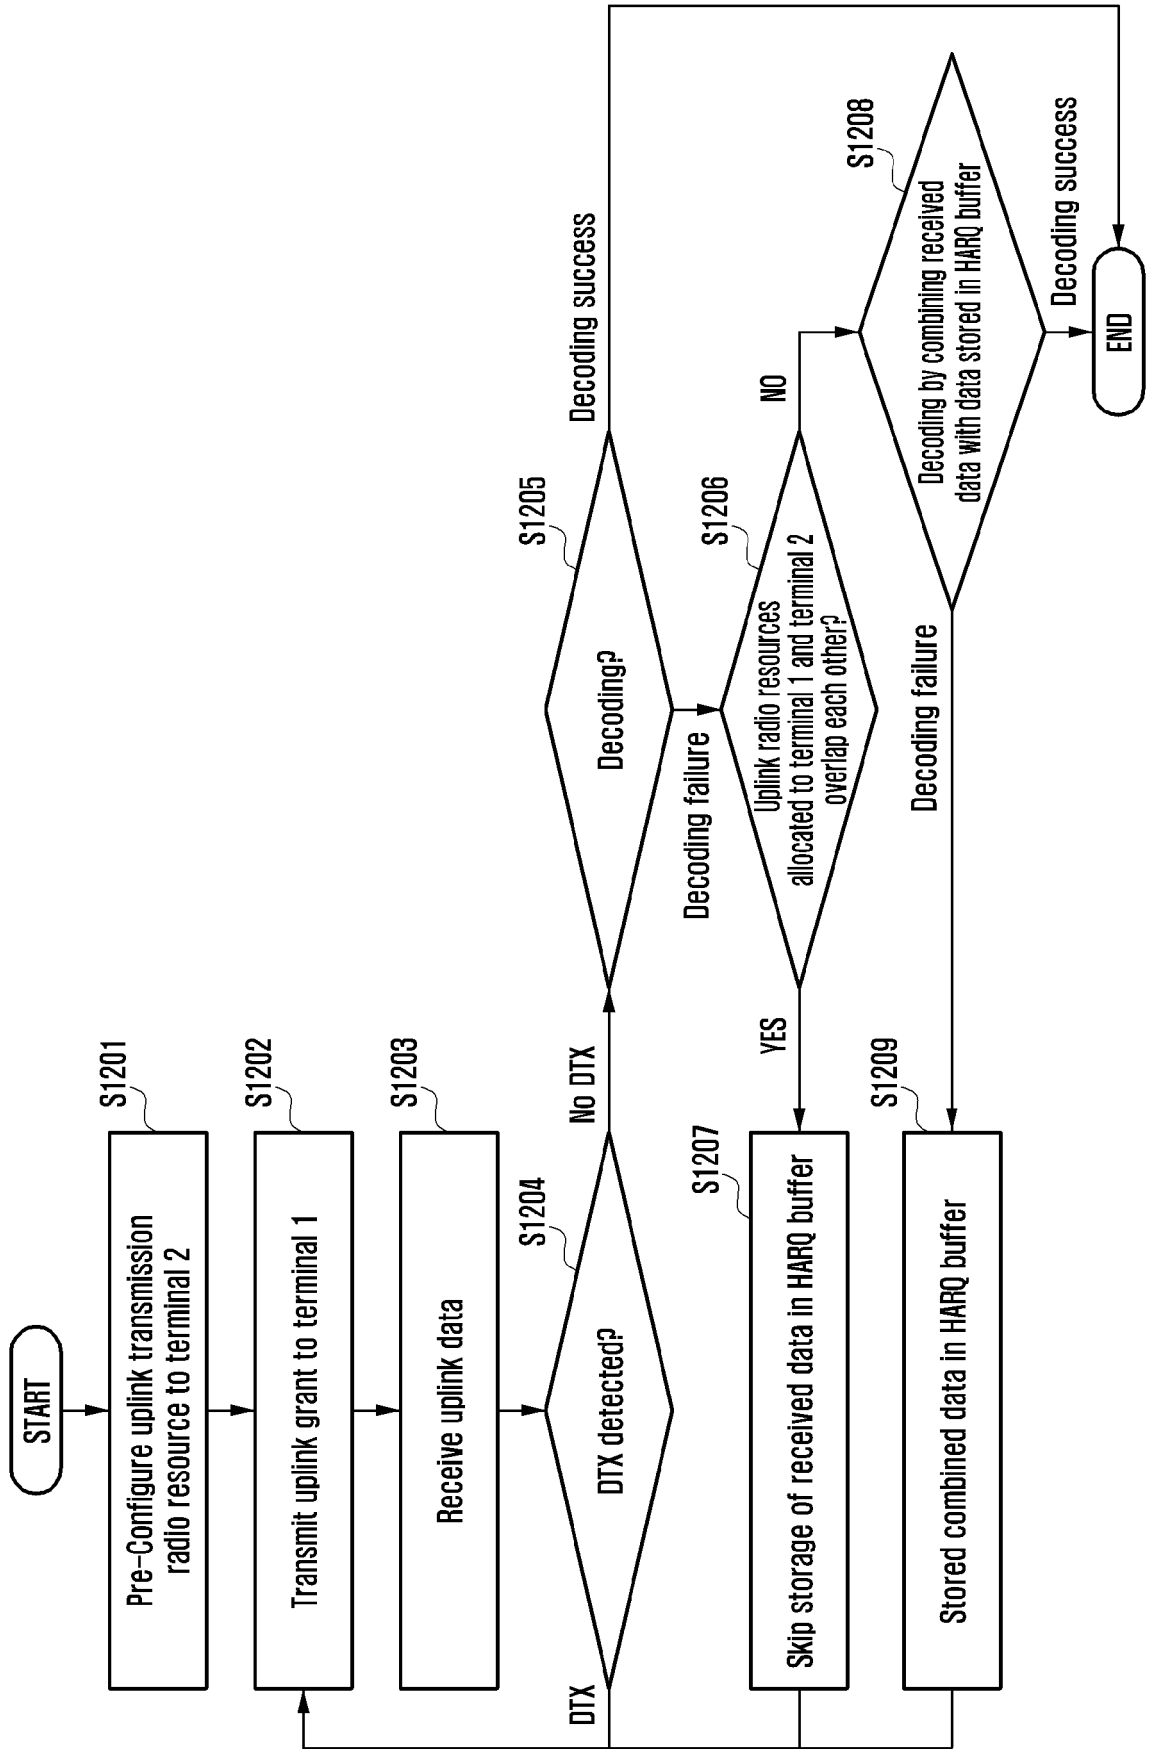 START
S1201
Pre-Configure uplink transmission
radio resource to terminal 2
S1202
Transmit uplink grant to terminal 1
S1203
Receive uplink data
S1204
DTX detected?
DTX
No DTX
S1205
Decoding?
Decoding success
Decoding failure
S1206
Uplink radio resources
allocated to terminal 1 and terminal 2
overlap each other?
YES
NO
S1207
Skip storage of received data in HARQ buffer
S1208
Decoding by combining received
data with data stored in HARQ buffer
Decoding failure
Decoding success
S1209
Stored combined data in HARQ buffer
END